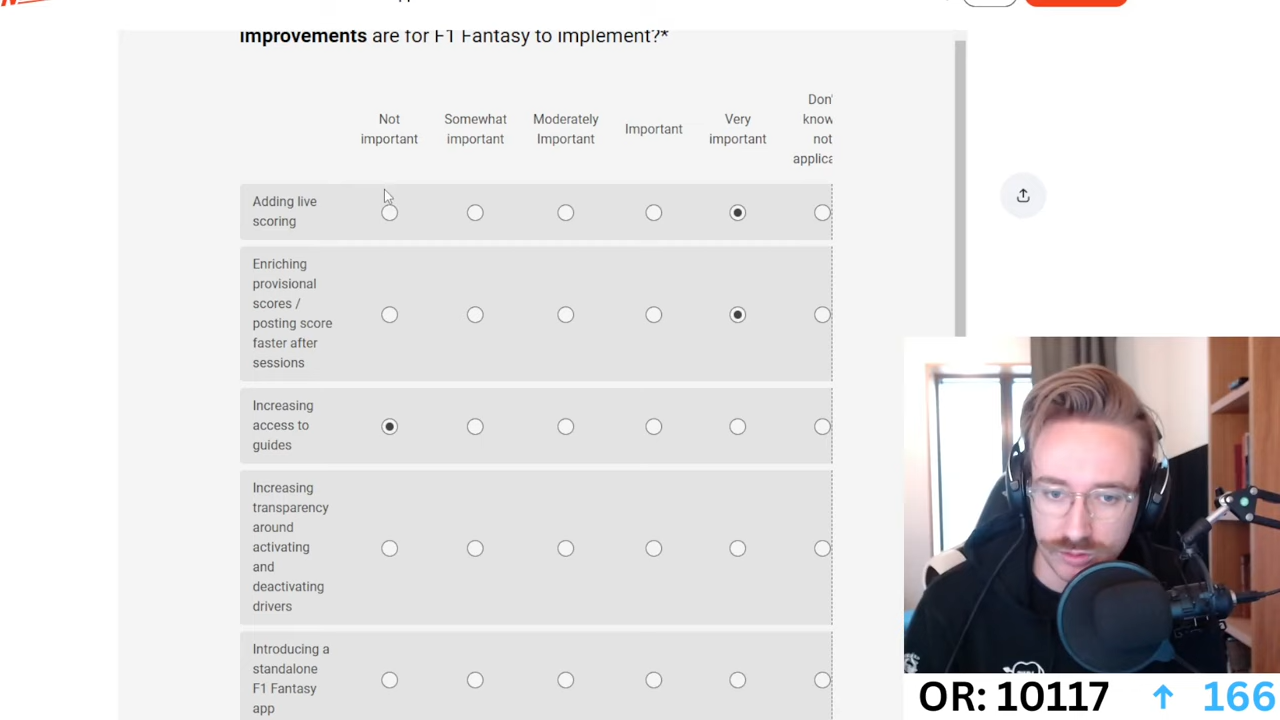 improvements are for F1 Fantasy to implement?*
Not
important
Somewhat
important
Moderately
Important
Important
Very
important
Don'
know
not
applica
Adding live
scoring
Enriching
provisional
scores /
posting score
faster after
sessions
Increasing
access to
guides
Increasing
transparency
around
activating
and
deactivating
drivers
Introducing a
standalone
F1 Fantasy
app
OR: 10117 ↑ 166